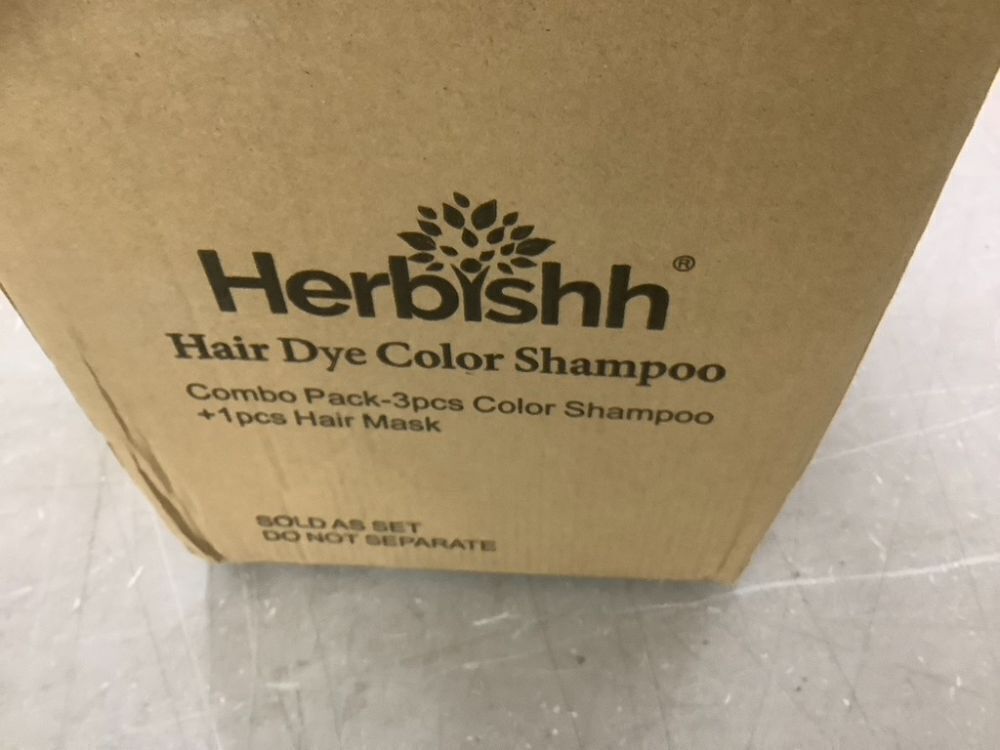 Herbishh®
Hair Dye Color Shampoo
Combo Pack-3pcs Color Shampoo
+1pcs Hair Mask
SOLD AS SET
DO NOT SEPARATE